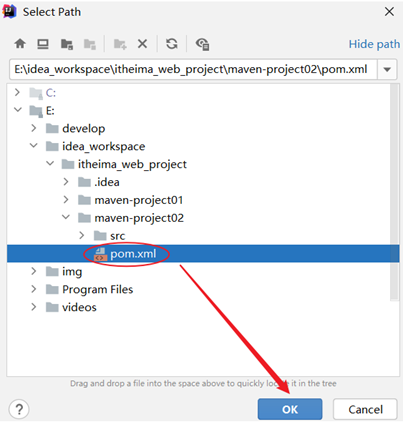 Select Path
Hide path
E:\idea_workspace\itheima_web_project\maven-project02\pom.xml
C:
E:
develop
idea_workspace
itheima_web_project
.idea
maven-project01
maven-project02
src
pom.xml
img
Program Files
videos
Drag and drop a file into the space above to quickly locate it in the tree
?
OK
Cancel